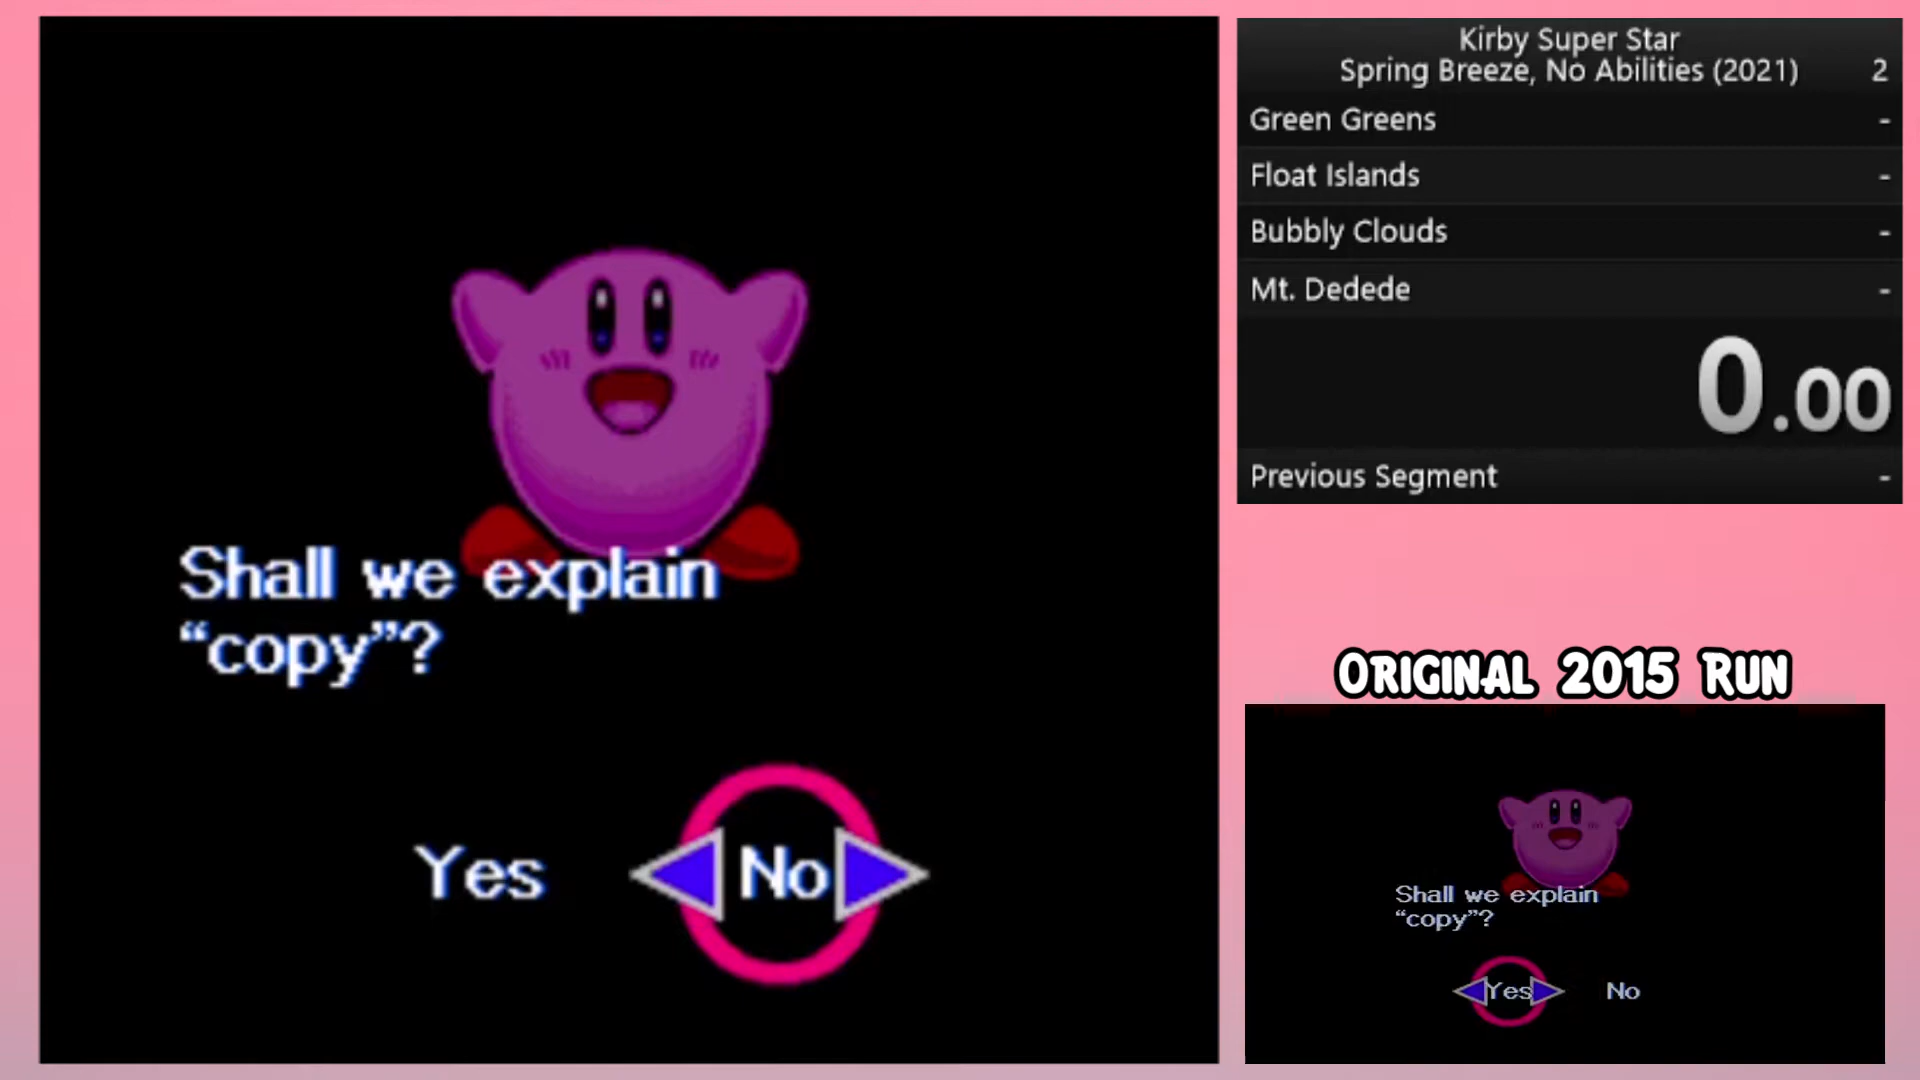 Shall we explain
“copy”?
Yes
No
Kirby Super Star
Spring Breeze, No Abilities (2021) 2
Green Greens -
Float Islands -
Bubbly Clouds -
Mt. Dedede -
0.00
Previous Segment -
ORIGINAL 2015 RUN
Shall we explain
“copy”?
Yes
No